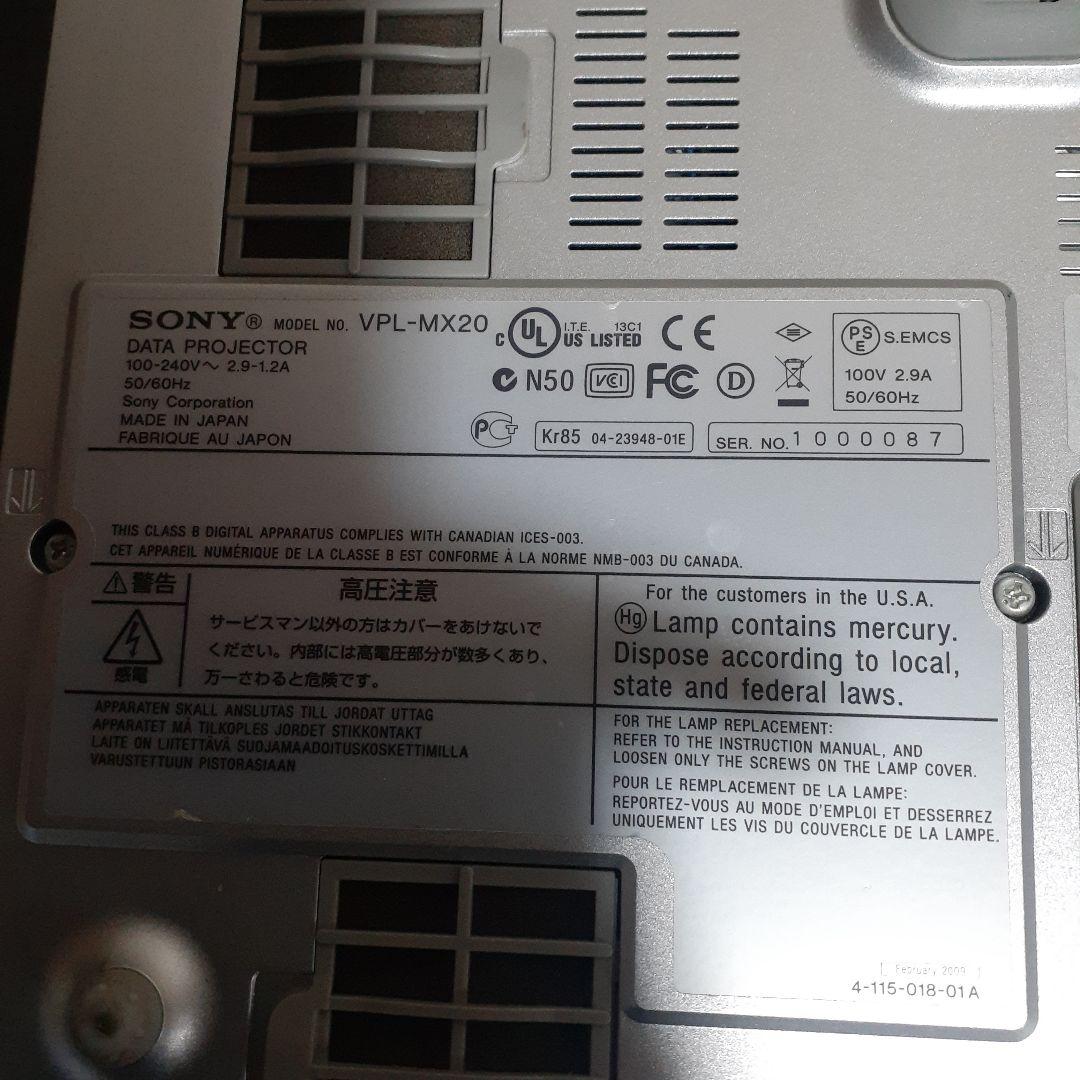 SONY® MODEL NO. VPL-MX20
DATA PROJECTOR
100-240V～ 2.9-1.2A
50/60Hz
Sony Corporation
MADE IN JAPAN
FABRIQUE AU JAPON
C UL US LISTED
I.T.E. 13C1
CE
N50 VCI FC D
PCT
Kr85 04-23948-01E
PSE S.EMCS
100V 2.9A
50/60Hz
SER. NO. 1000087
THIS CLASS B DIGITAL APPARATUS COMPLIES WITH CANADIAN ICES-003.
CET APPAREIL NUMÉRIQUE DE LA CLASSE B EST CONFORME À LA NORME NMB-003 DU CANADA.
警告
感電
高圧注意
サービスマン以外の方はカバーをあけないで
ください。内部には高電圧部分が数多くあり、
万一さわると危険です。
APPARATEN SKALL ANSLUTAS TILL JORDAT UTTAG
APPARATET MÅ TILKOPLES JORDET STIKKONTAKT
LAITE ON LIITETTÄVÄ SUOJAMAADOITUSKOSKETTIMILLA
VARUSTETTUUN PISTORASIAAN
For the customers in the U.S.A.
Hg Lamp contains mercury.
Dispose according to local,
state and federal laws.
FOR THE LAMP REPLACEMENT:
REFER TO THE INSTRUCTION MANUAL, AND
LOOSEN ONLY THE SCREWS ON THE LAMP COVER.
POUR LE REMPLACEMENT DE LA LAMPE:
REPORTEZ-VOUS AU MODE D'EMPLOI ET DESSERREZ
UNIQUEMENT LES VIS DU COUVERCLE DE LA LAMPE.
February 2009
4-115-018-01A